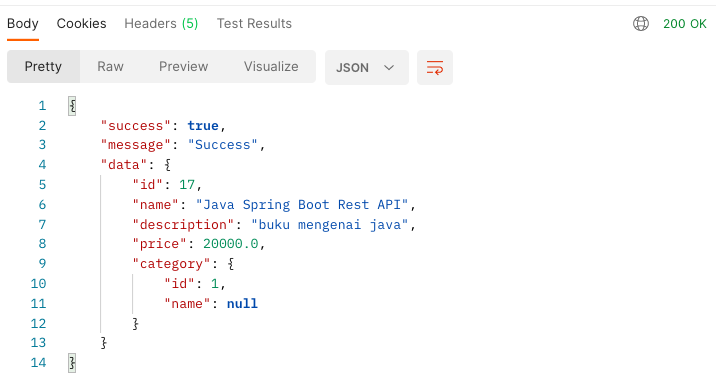 Body Cookies Headers (5) Test Results 200 OK
Pretty Raw Preview Visualize JSON
1 {
2 "success": true,
3 "message": "Success",
4 "data": {
5 "id": 17,
6 "name": "Java Spring Boot Rest API",
7 "description": "buku mengenai java",
8 "price": 20000.0,
9 "category": {
10 "id": 1,
11 "name": null
12 }
13 }
14 }